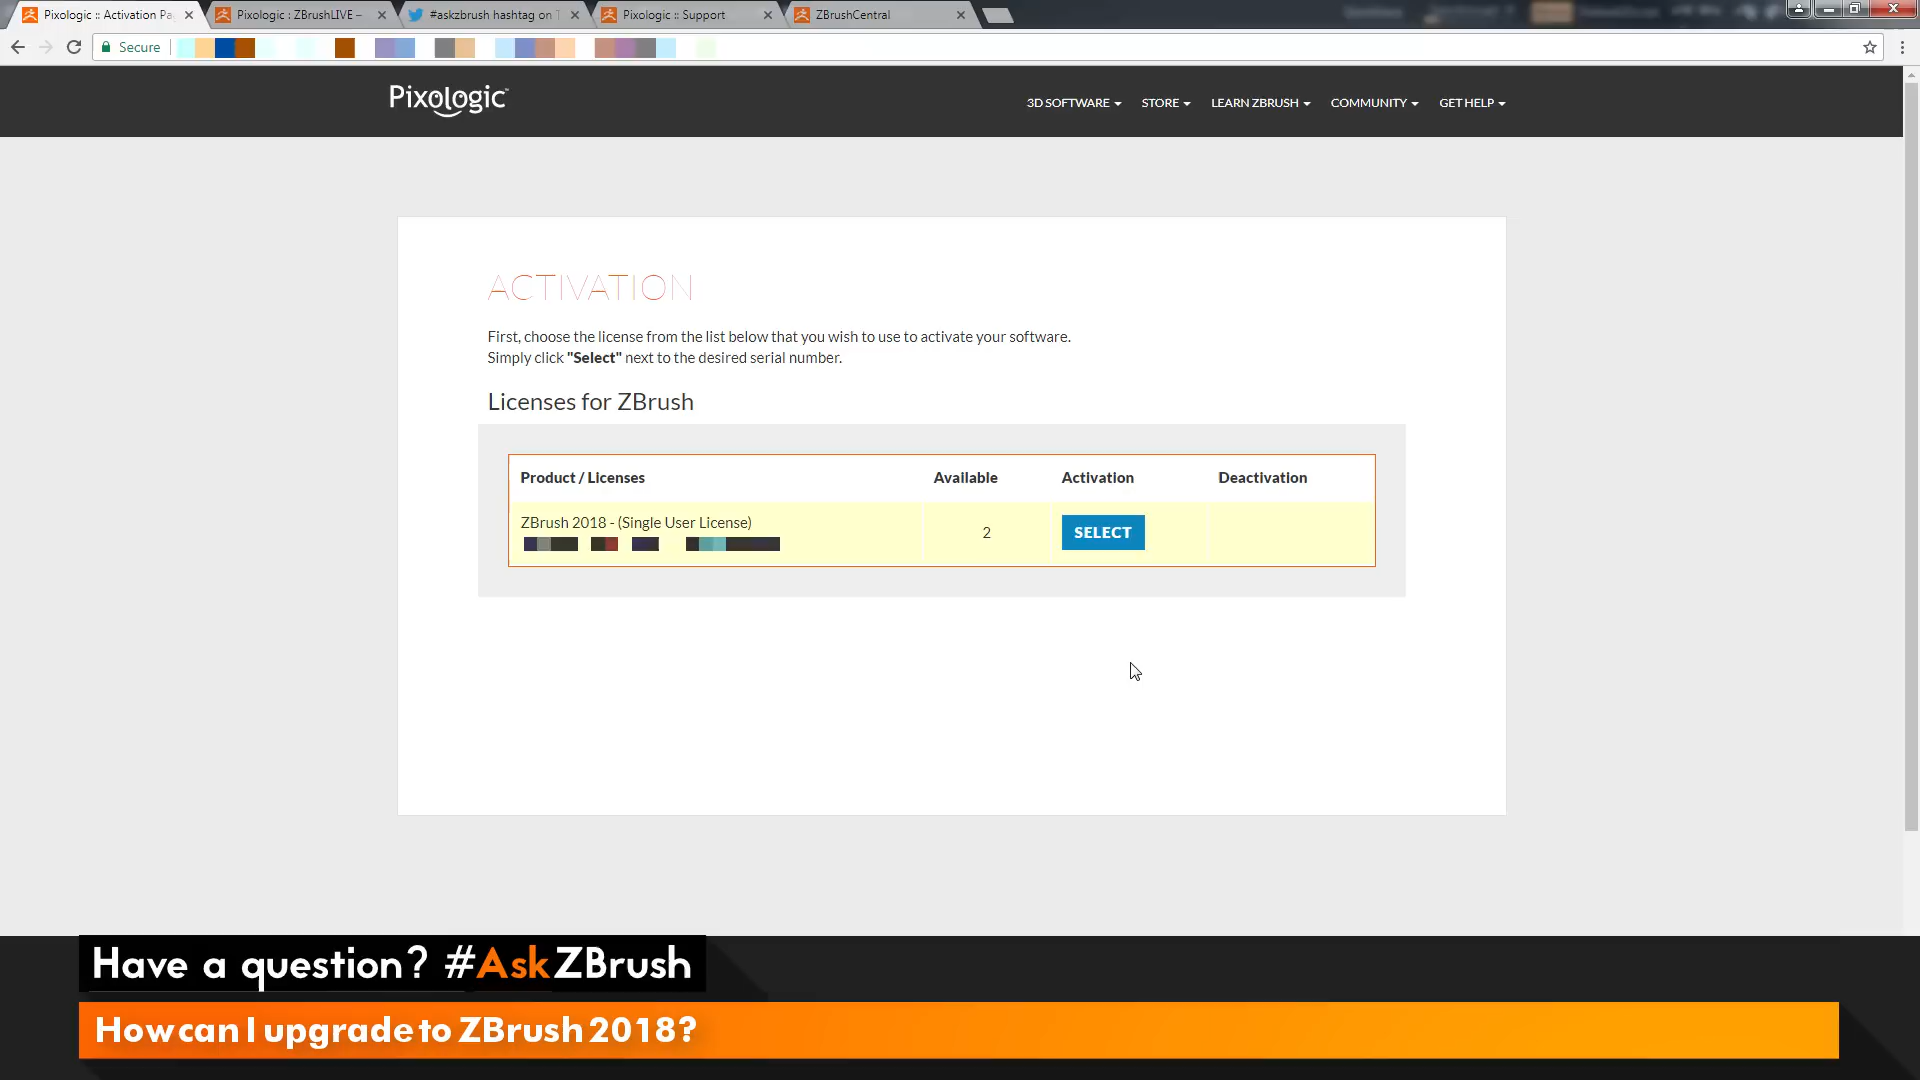 Pixologic :: Activation Pa
Pixologic : ZBrushLIVE –
#askzbrush hashtag on T
Pixologic :: Support
ZBrushCentral
Secure
Pixologic
3D SOFTWARE
STORE
LEARN ZBRUSH
COMMUNITY
GET HELP
ACTIVATION
First, choose the license from the list below that you wish to use to activate your software.
Simply click "Select" next to the desired serial number.
Licenses for ZBrush
Product / Licenses
Available
Activation
Deactivation
ZBrush 2018 - (Single User License)
2
SELECT
Have a question? #AskZBrush
How can I upgrade to ZBrush 2018?